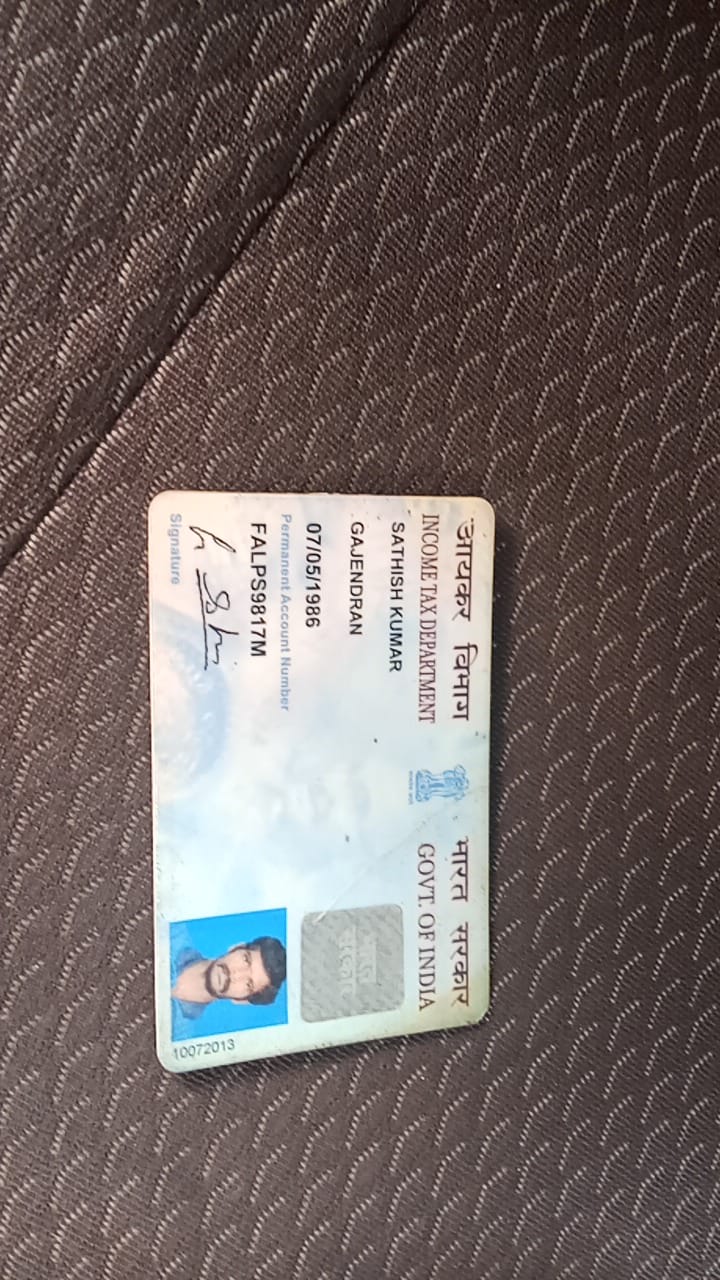 आयकर विभाग
INCOME TAX DEPARTMENT
भारत सरकार
GOVT. OF INDIA
SATHISH KUMAR
GAJENDRAN
07/05/1986
Permanent Account Number
FALPS9817M
Signature
10072013